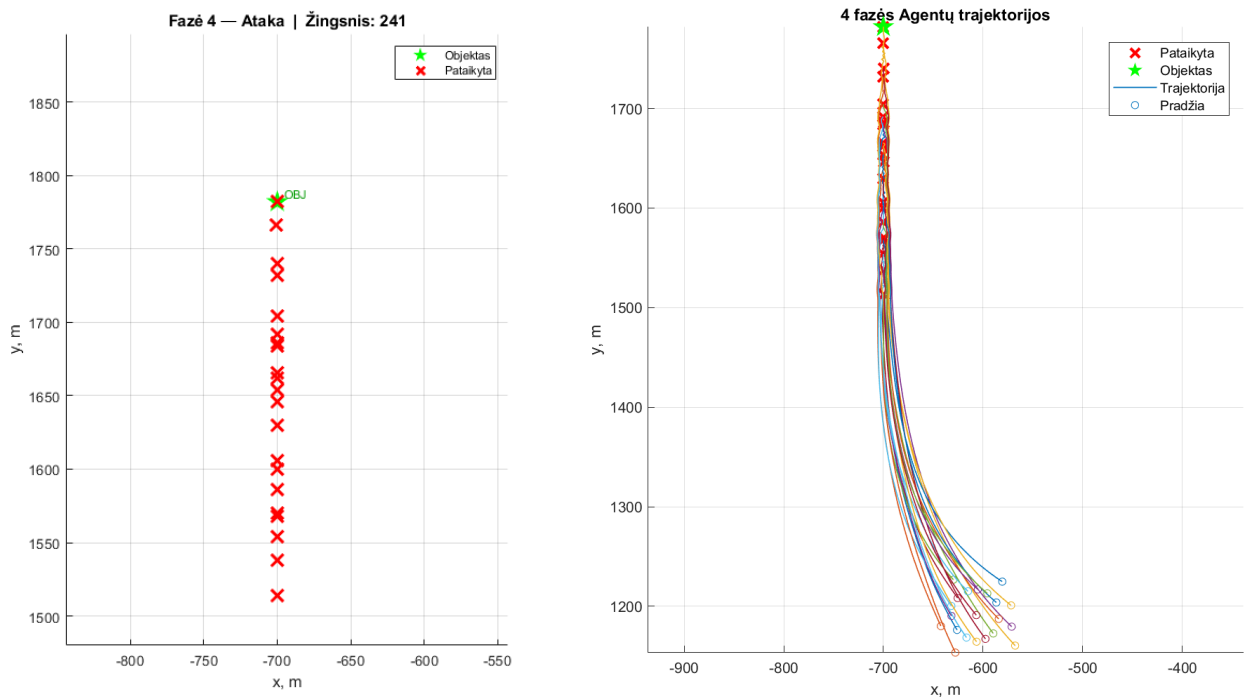 Fazė 4 — Ataka | Žingsnis: 241
Objektas
Pataikyta
OBJ
1850
1800
1750
1700
1650
1600
1550
1500
y, m
-800
-750
-700
-650
-600
-550
x, m
4 fazės Agentų trajektorijos
Pataikyta
Objektas
Trajektorija
Pradžia
1700
1600
1500
1400
1300
1200
y, m
-900
-800
-700
-600
-500
-400
x, m